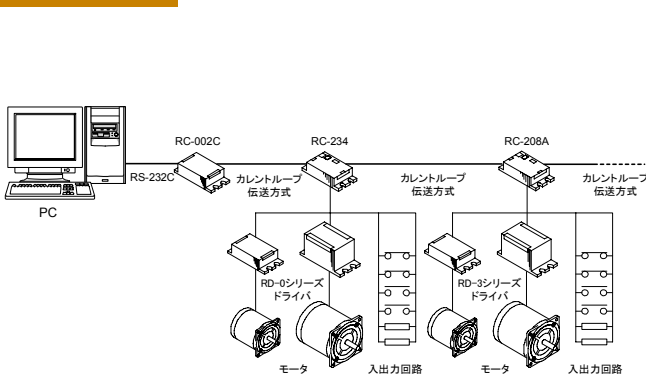 RC-002C
RC-234
RC-208A
RS-232C
カレントループ
伝送方式
カレントループ
伝送方式
カレントループ
伝送方式
PC
RD-0シリーズ
ドライバ
RD-3シリーズ
ドライバ
モータ
入出力回路
モータ
入出力回路